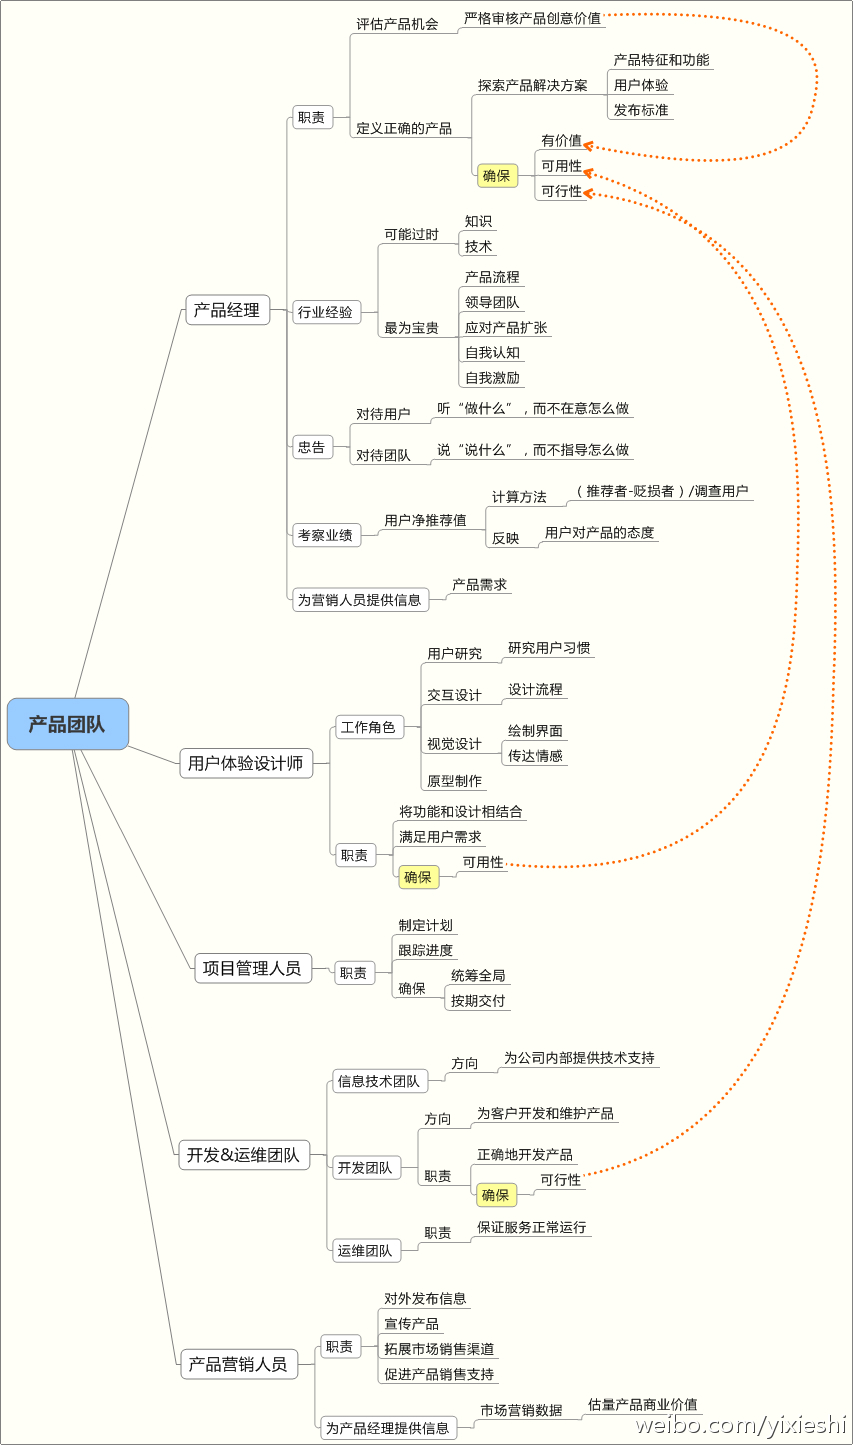 产品团队
产品经理
职责
评估产品机会
严格审核产品创意价值
定义正确的产品
探索产品解决方案
产品特征和功能
用户体验
发布标准
确保
有价值
可用性
可行性
行业经验
可能过时
知识
技术
最为宝贵
产品流程
领导团队
应对产品扩张
自我认知
自我激励
忠告
对待用户
听“做什么”，而不在意怎么做
对待团队
说“说什么”，而不指导怎么做
考察业绩
用户净推荐值
计算方法
（推荐者-贬损者）/调查用户
反映
用户对产品的态度
为营销人员提供信息
产品需求
用户体验设计师
工作角色
用户研究
研究用户习惯
交互设计
设计流程
视觉设计
绘制界面
传达情感
原型制作
职责
将功能和设计相结合
满足用户需求
确保
可用性
项目管理人员
职责
制定计划
跟踪进度
确保
统筹全局
按期交付
开发&运维团队
信息技术团队
方向
为公司内部提供技术支持
开发团队
方向
为客户开发和维护产品
职责
正确地开发产品
确保
可行性
运维团队
职责
保证服务正常运行
产品营销人员
职责
对外发布信息
宣传产品
拓展市场销售渠道
促进产品销售支持
为产品经理提供信息
市场营销数据
估量产品商业价值
weibo.com/yixieshi